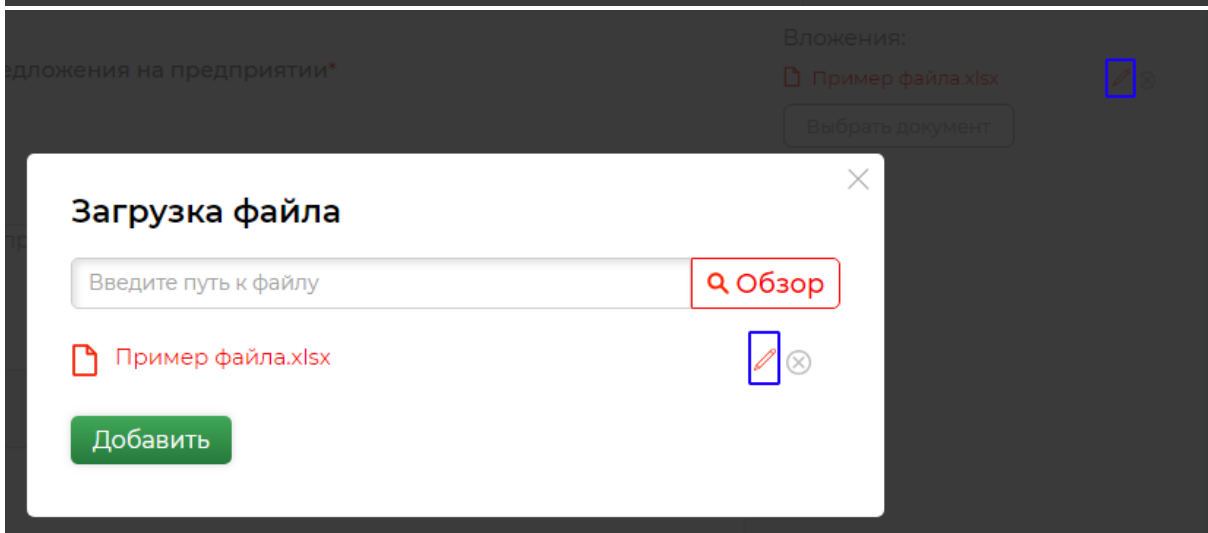 Вложения:
едложения на предприятии*
Пример файла.xlsx
Выбрать документ
Загрузка файла
Введите путь к файлу
Обзор
Пример файла.xlsx
Добавить